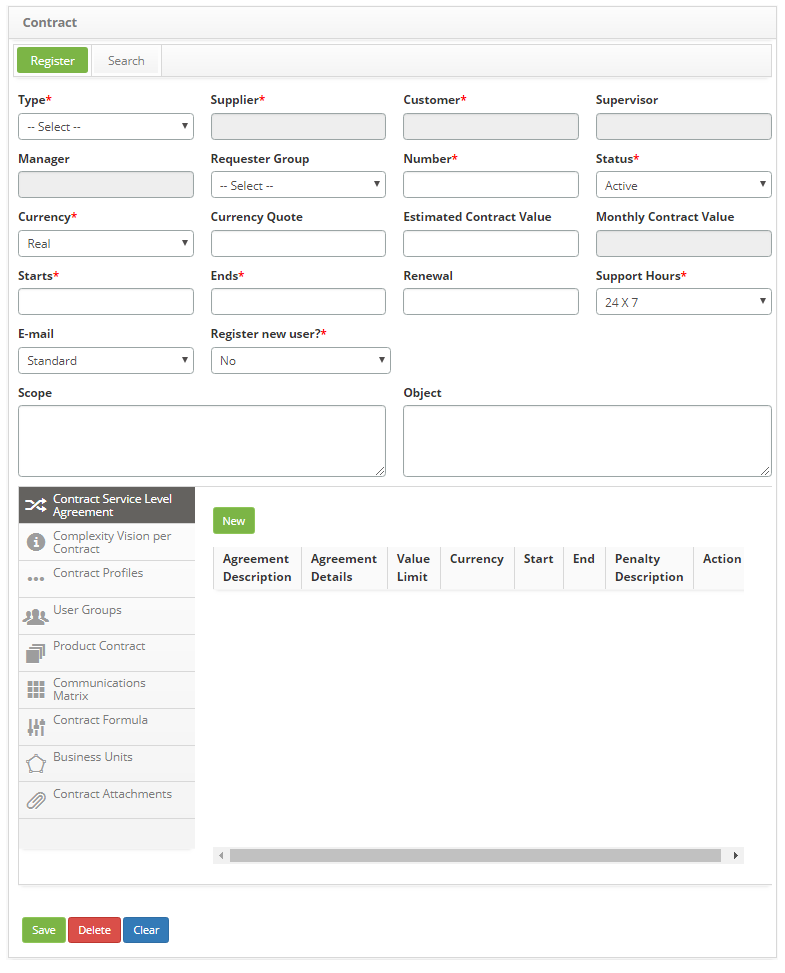 Contract
Register Search
Type* Supplier* Customer* Supervisor
-- Select --
Manager Requester Group Number* Status*
-- Select -- Active
Currency* Currency Quote Estimated Contract Value Monthly Contract Value
Real
Starts* Ends* Renewal Support Hours*
24 X 7
E-mail Register new user?*
Standard No
Scope Object
Contract Service Level
Agreement
Complexity Vision per
Contract
Contract Profiles
User Groups
Product Contract
Communications
Matrix
Contract Formula
Business Units
Contract Attachments
New
Agreement Agreement Value Currency Start End Penalty Action
Description Details Limit Description
Save Delete Clear